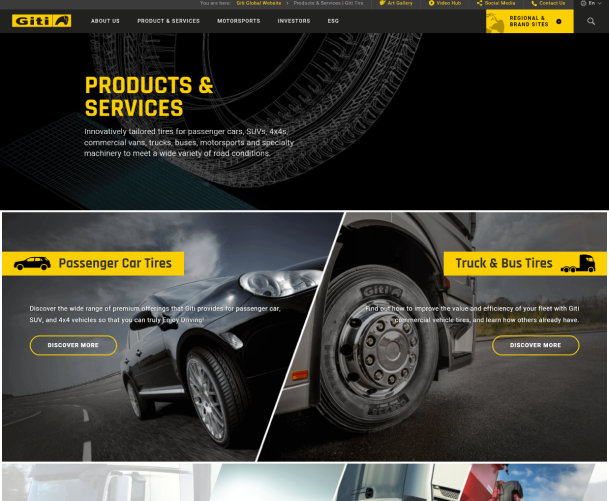 You are here: Giti Global Website > Products & Services | Giti Tire
Art Gallery
Video Hub
Social Media
Contact Us
En
Giti
ABOUT US
PRODUCT & SERVICES
MOTORSPORTS
INVESTORS
ESG
REGIONAL &
BRAND SITES
PRODUCTS &
SERVICES
Innovatively tailored tires for passenger cars, SUVs, 4x4s,
commercial vans, trucks, buses, motorsports and specialty
machinery to meet a wide variety of road conditions.
Passenger Car Tires
Discover the wide range of premium offerings that Giti provides for passenger car,
SUV, and 4x4 vehicles so that you can truly Enjoy Driving!
DISCOVER MORE
Truck & Bus Tires
GITI
Find out how to improve the value and efficiency of your fleet with Giti
commercial vehicle tires, and learn how others already have.
DISCOVER MORE